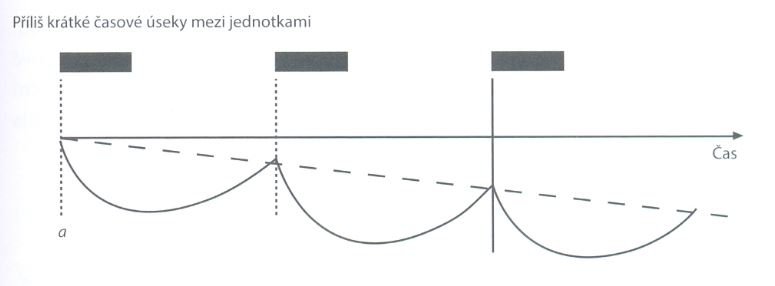 Příliš krátké časové úseky mezi jednotkami
Čas
a